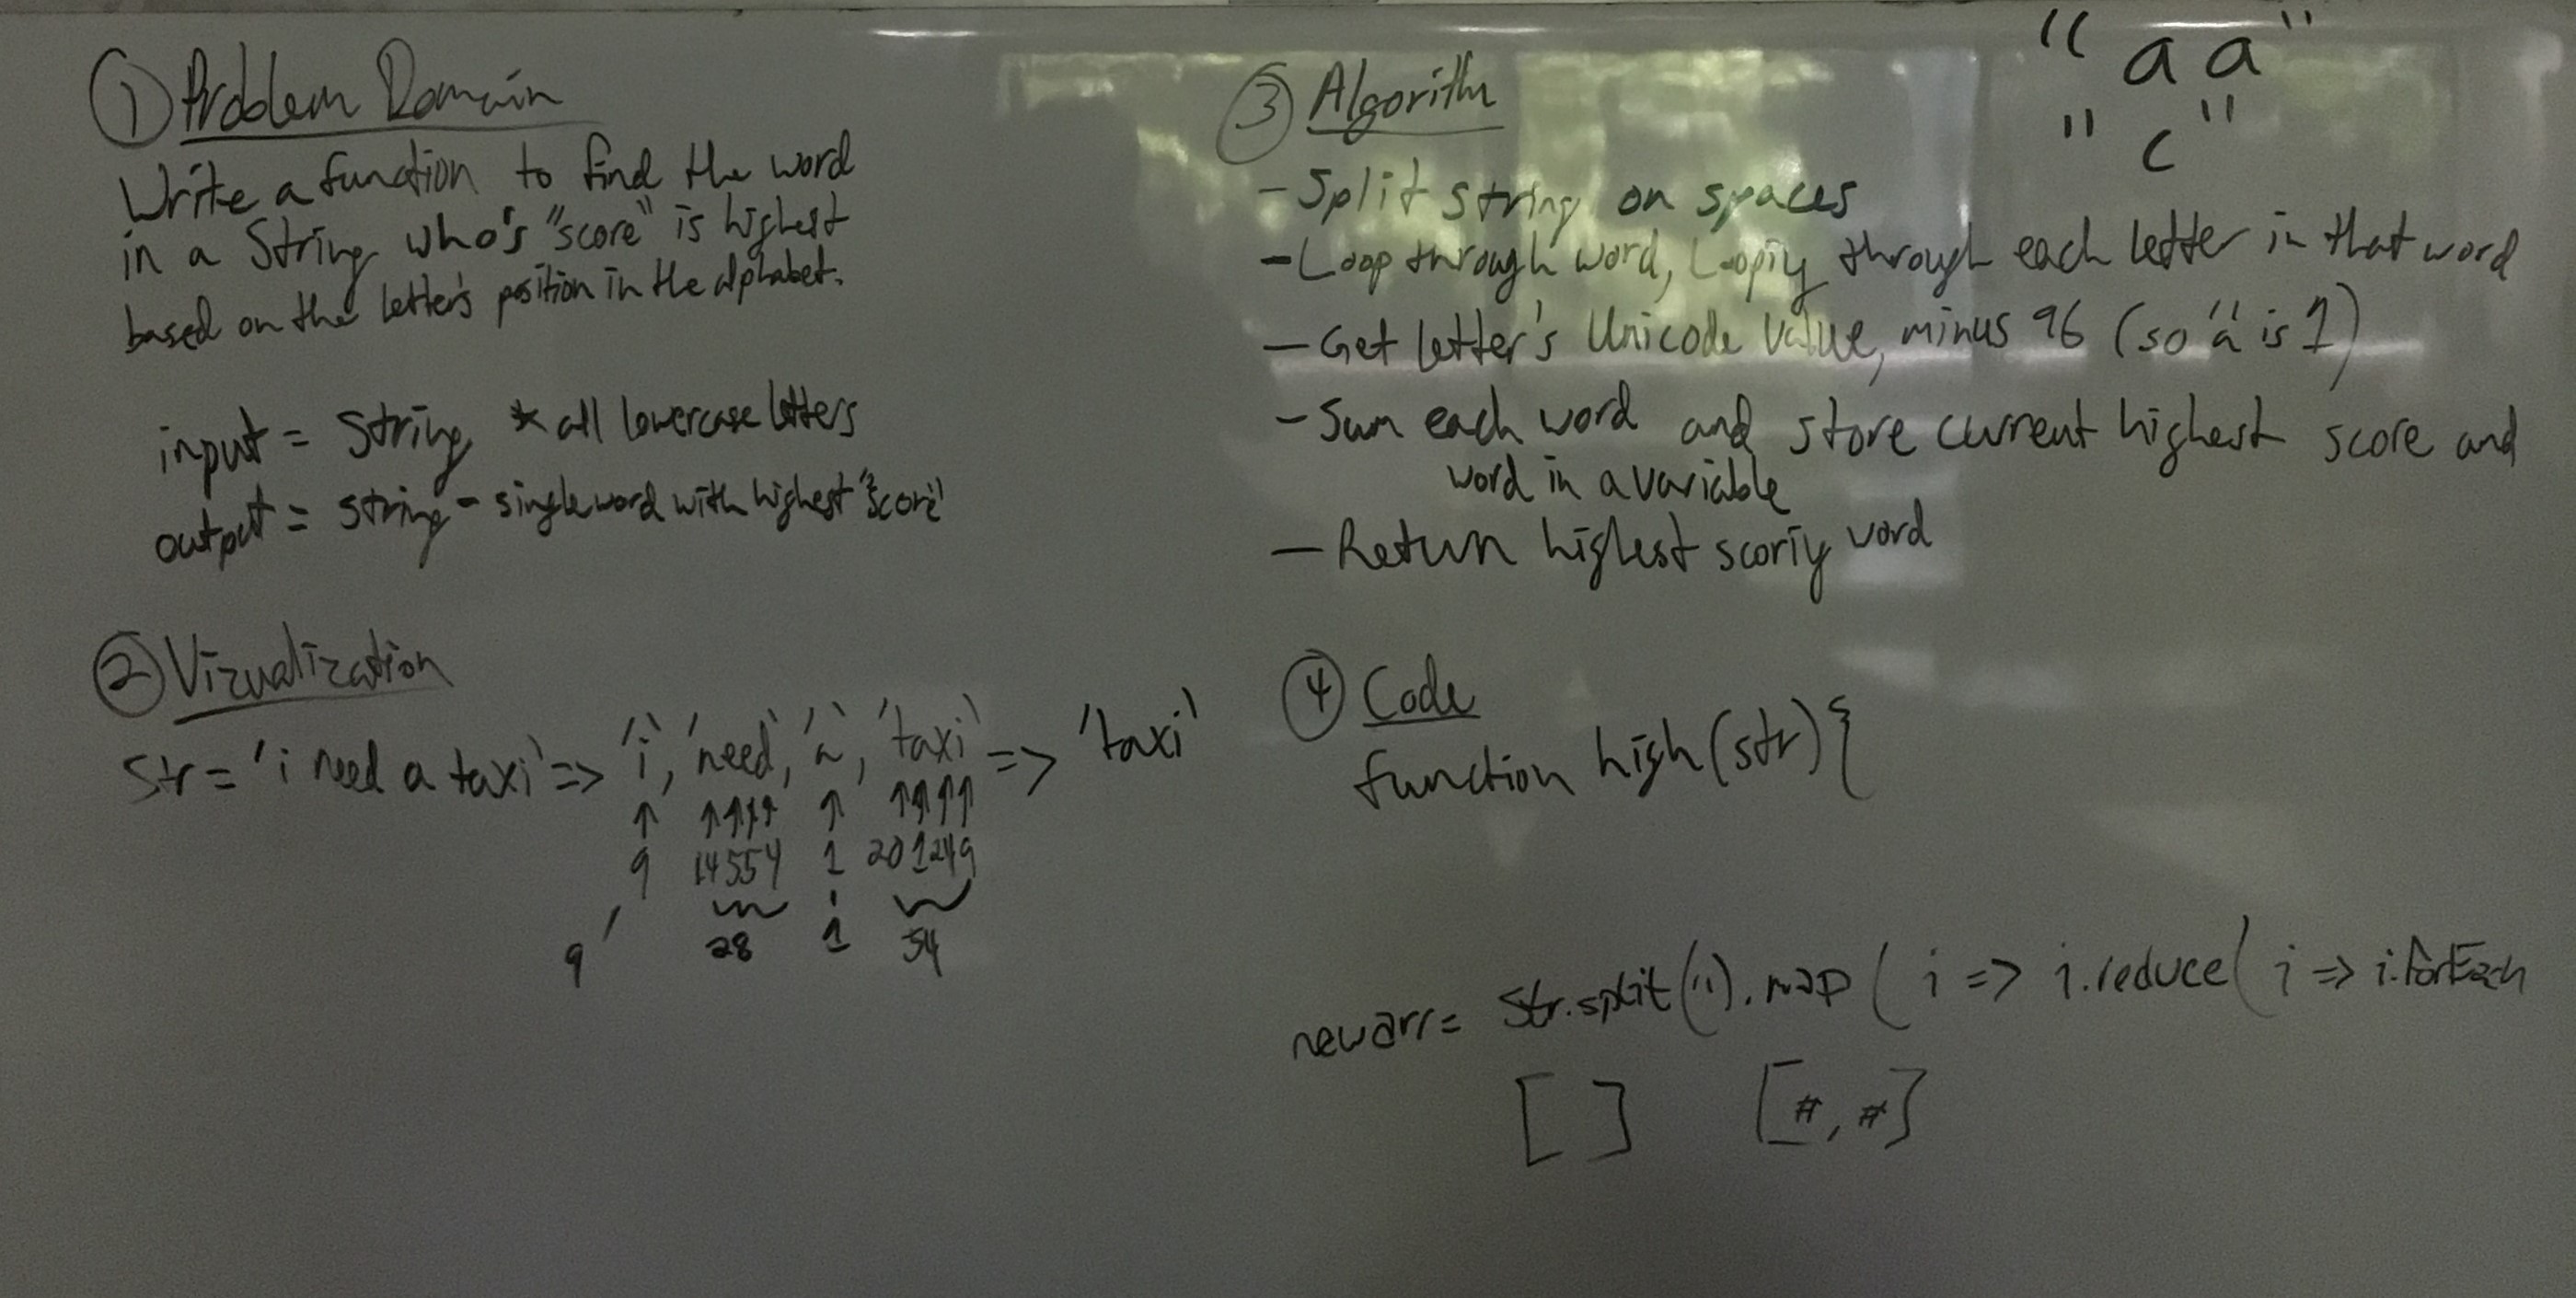 ① Problem Domain
Write a function to find the word
in a String who's "score" is highest
based on the letter's position in the alphabet.
input = String * all lowercase letters
output = string - single word with highest "score"
② Vizualization
Str = 'i need a taxi' => 'i', 'need', 'a', 'taxi' => 'taxi'
↑ ↑↑↑↑ ↑ ↑↑↑↑
9 14 5 5 4 1 20 1 24 9
9 28 1 54
③ Algorithm
"aa"
"c"
- Split string on spaces
- Loop through word, Looping through each letter in that word
- Get letter's Unicode Value, minus 96 (so "a" is 1)
- Sum each word and store current highest score and
word in a variable
- Return highest scoring word
④ Code
function high(str){
newarr = Str.split('').map( i => i.reduce( i => i.forEach
[ ] [#, #]